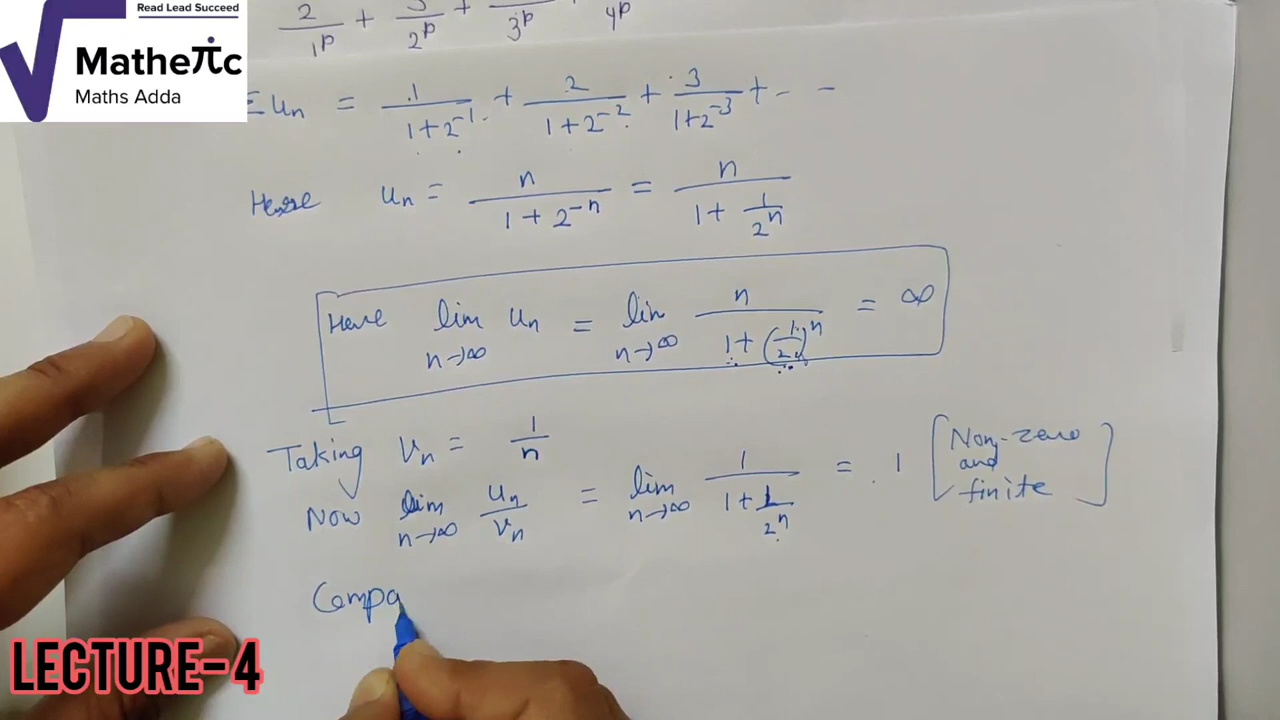 Read Lead Succeed
Matheπc
Maths Adda
2/1^p + 3/2^p + /3^p 4^p
Σ un = 1/(1+2^-1) + 2/(1+2^-2) + 3/(1+2^-3) + - -
Here un = n/(1+2^-n) = n/(1+1/2^n)
Here lim n→∞ un = lim n→∞ n/(1+(1/2)^n) = ∞
Taking vn = 1/n
Now lim n→∞ un/vn = lim n→∞ 1/(1+1/2^n) = 1 [Non-zero and finite]
Compa
LECTURE-4